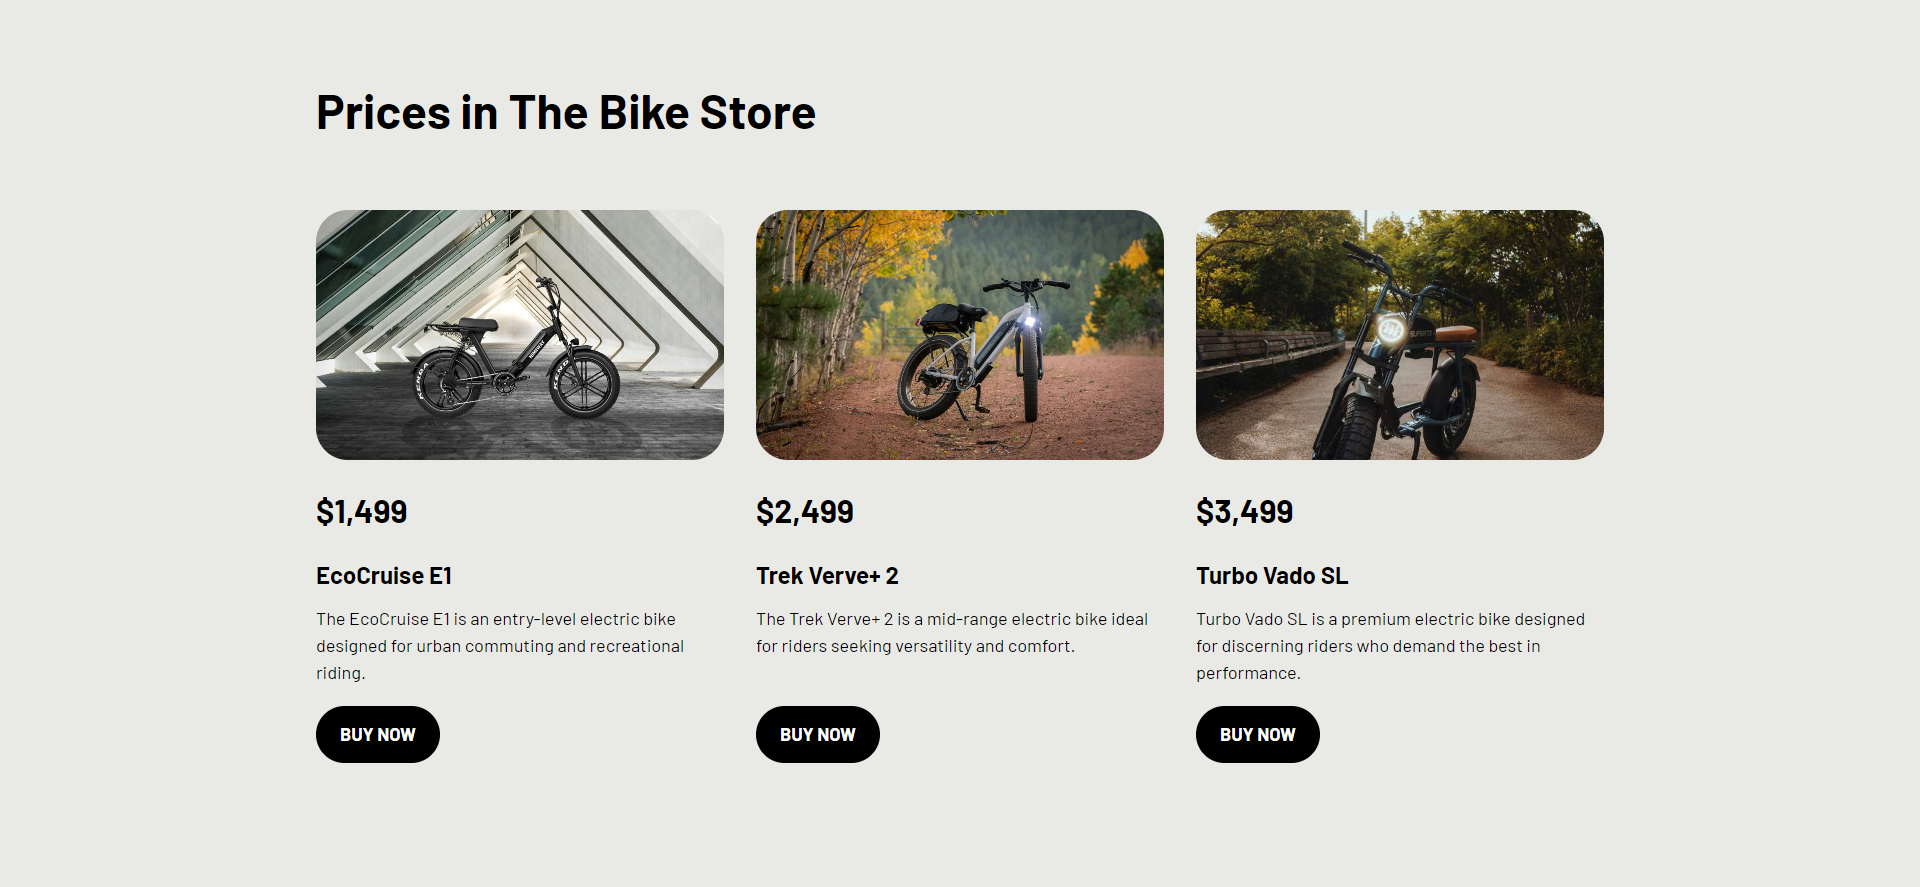 Prices in The Bike Store
$1,499
EcoCruise E1
The EcoCruise E1 is an entry-level electric bike
designed for urban commuting and recreational
riding.
BUY NOW
$2,499
Trek Verve+ 2
The Trek Verve+ 2 is a mid-range electric bike ideal
for riders seeking versatility and comfort.
BUY NOW
$3,499
Turbo Vado SL
Turbo Vado SL is a premium electric bike designed
for discerning riders who demand the best in
performance.
BUY NOW